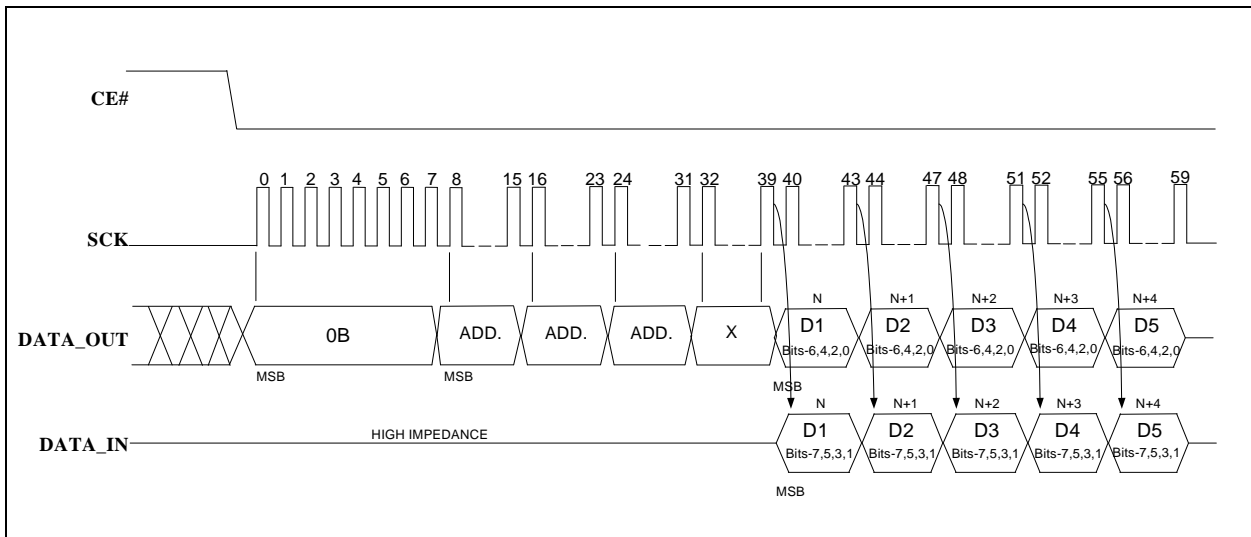 CE#
0 1 2 3 4 5 6 7 8 15 16 23 24 31 32 39 40 43 44 47 48 51 52 55 56 59
SCK
N N+1 N+2 N+3 N+4
DATA_OUT 0B ADD. ADD. ADD. X D1 D2 D3 D4 D5
Bits-6,4,2,0 Bits-6,4,2,0 Bits-6,4,2,0 Bits-6,4,2,0 Bits-6,4,2,0
MSB MSB MSB
N N+1 N+2 N+3 N+4
DATA_IN HIGH IMPEDANCE D1 D2 D3 D4 D5
Bits-7,5,3,1 Bits-7,5,3,1 Bits-7,5,3,1 Bits-7,5,3,1 Bits-7,5,3,1
MSB